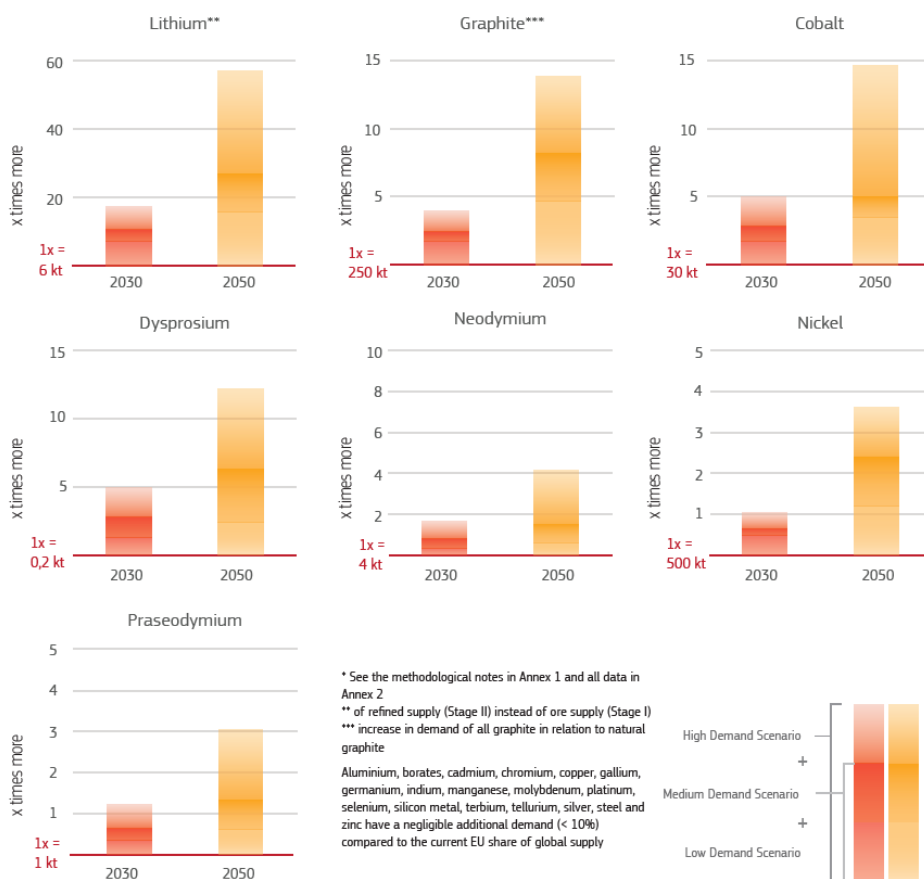 Lithium**
Graphite***
Cobalt
x times more
60
40
20
1x =
6 kt
2030
2050
x times more
15
10
5
1x =
250 kt
2030
2050
x times more
15
10
5
1x =
30 kt
2030
2050
Dysprosium
Neodymium
Nickel
x times more
15
10
5
1x =
0,2 kt
2030
2050
x times more
10
8
6
4
2
1x =
4 kt
2030
2050
x times more
5
4
3
2
1
1x =
500 kt
2030
2050
Praseodymium
x times more
5
4
3
2
1
1x =
1 kt
2030
2050
* See the methodological notes in Annex 1 and all data in
Annex 2
** of refined supply (Stage II) instead of ore supply (Stage I)
*** increase in demand of all graphite in relation to natural
graphite
Aluminium, borates, cadmium, chromium, copper, gallium,
germanium, indium, manganese, molybdenum, platinum,
selenium, silicon metal, terbium, tellurium, silver, steel and
zinc have a negligible additional demand (< 10%)
compared to the current EU share of global supply
High Demand Scenario
+
Medium Demand Scenario
+
Low Demand Scenario